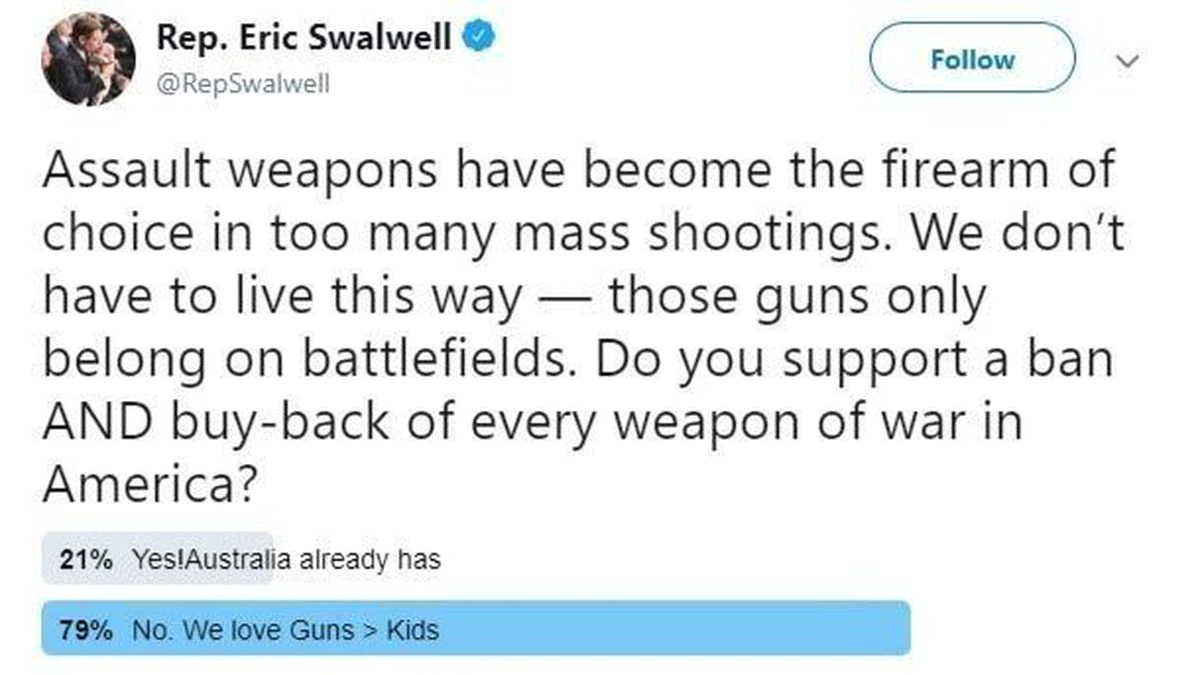 Rep. Eric Swalwell
@RepSwalwell
Follow
Assault weapons have become the firearm of
choice in too many mass shootings. We don’t
have to live this way — those guns only
belong on battlefields. Do you support a ban
AND buy-back of every weapon of war in
America?
21% Yes!Australia already has
79% No. We love Guns > Kids